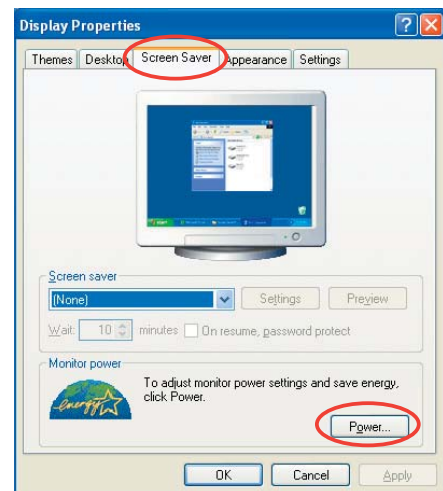 Display Properties
Themes Desktop Screen Saver Appearance Settings
start
Screen saver
(None) Settings Preview
Wait: 10 minutes On resume, password protect
Monitor power
energy
To adjust monitor power settings and save energy,
click Power.
Power...
OK Cancel Apply